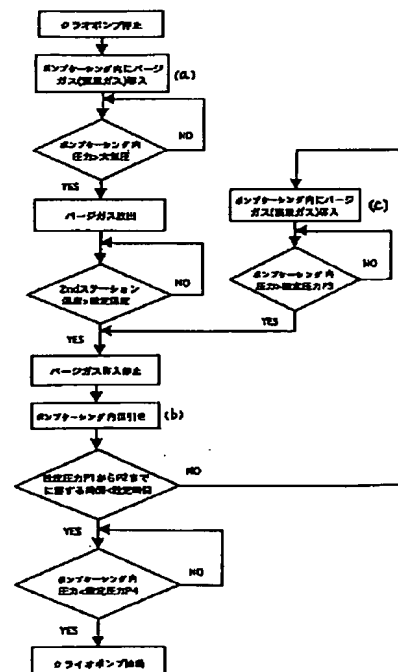 クライオポンプ停止
ポンプケーシング内にパージ
ガス(窒素ガス)導入
(a)
ポンプケーシング内
圧力>大気圧
NO
YES
パージガス放出
2ndステーション
温度>設定温度
NO
YES
ポンプケーシング内にパージ
ガス(窒素ガス)導入
(c)
ポンプケーシング内
圧力>設定圧力P3
NO
YES
パージガス導入停止
ポンプケーシング内粗引き
(b)
設定圧力P1からP2まで
に要する時間<設定時間
NO
YES
ポンプケーシング内
圧力<設定圧力P4
NO
YES
クライオポンプ始動